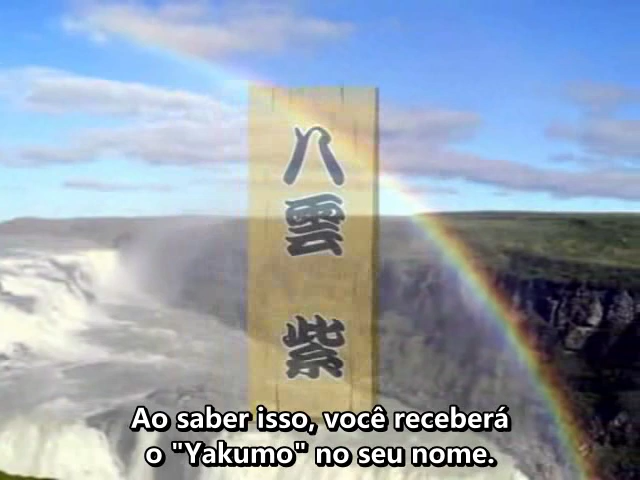 八雲 紫
Ao saber isso, você receberá
o "Yakumo" no seu nome.